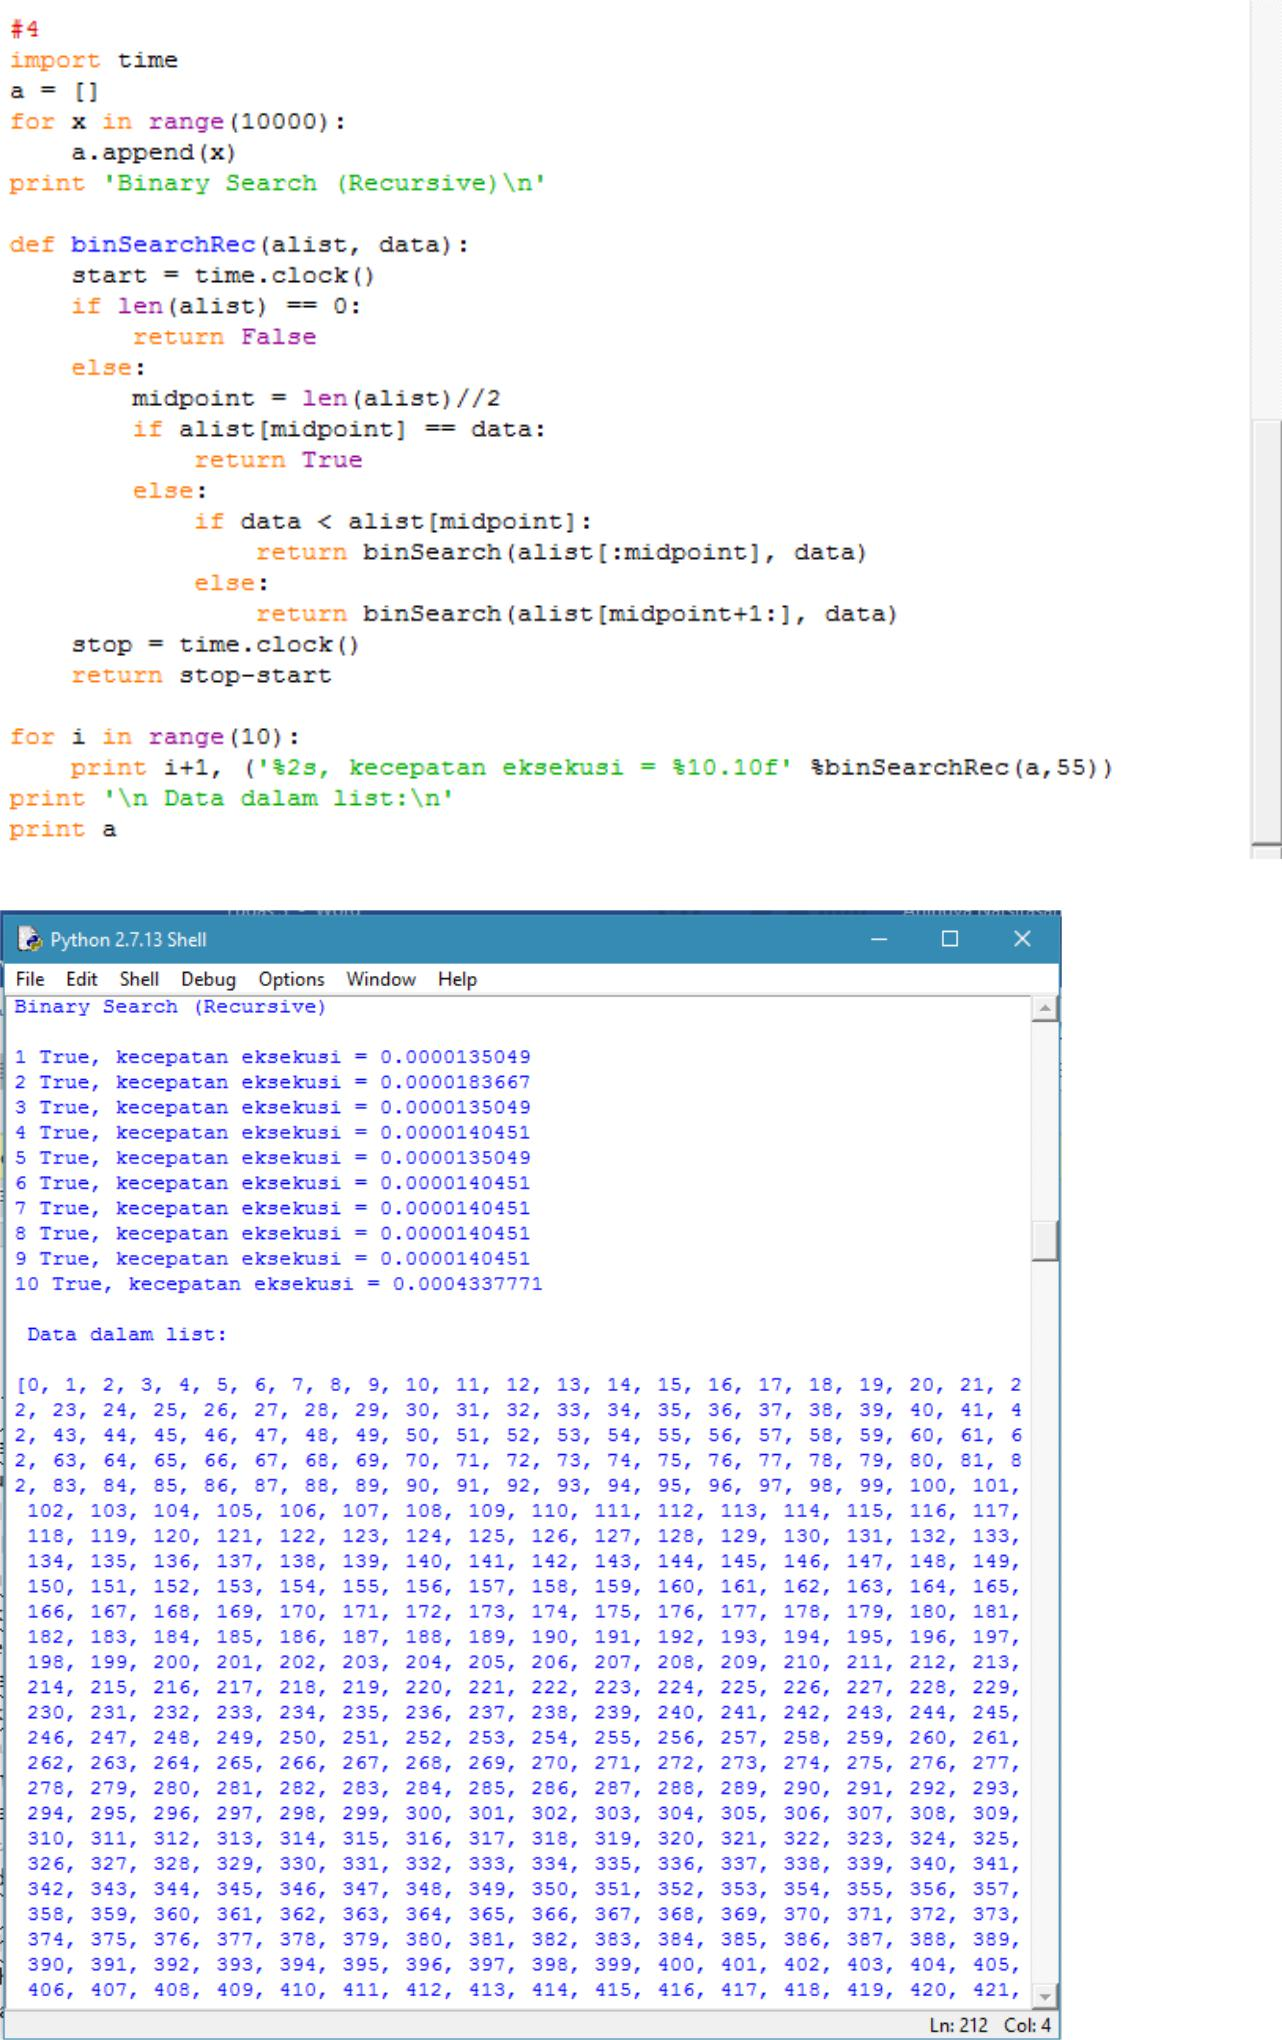 #4
import time
a = []
for x in range(10000):
    a.append(x)
print 'Binary Search (Recursive)\n'

def binSearchRec(alist, data):
    start = time.clock()
    if len(alist) == 0:
        return False
    else:
        midpoint = len(alist)//2
        if alist[midpoint] == data:
            return True
        else:
            if data < alist[midpoint]:
                return binSearch(alist[:midpoint], data)
            else:
                return binSearch(alist[midpoint+1:], data)
    stop = time.clock()
    return stop-start

for i in range(10):
    print i+1, ('%2s, kecepatan eksekusi = %10.10f' %binSearchRec(a,55))
print '\n Data dalam list:\n'
print a
Python 2.7.13 Shell
File Edit Shell Debug Options Window Help
Binary Search (Recursive)

1 True, kecepatan eksekusi = 0.0000135049
2 True, kecepatan eksekusi = 0.0000183667
3 True, kecepatan eksekusi = 0.0000135049
4 True, kecepatan eksekusi = 0.0000140451
5 True, kecepatan eksekusi = 0.0000135049
6 True, kecepatan eksekusi = 0.0000140451
7 True, kecepatan eksekusi = 0.0000140451
8 True, kecepatan eksekusi = 0.0000140451
9 True, kecepatan eksekusi = 0.0000140451
10 True, kecepatan eksekusi = 0.0004337771

 Data dalam list:

[0, 1, 2, 3, 4, 5, 6, 7, 8, 9, 10, 11, 12, 13, 14, 15, 16, 17, 18, 19, 20, 21, 2
2, 23, 24, 25, 26, 27, 28, 29, 30, 31, 32, 33, 34, 35, 36, 37, 38, 39, 40, 41, 4
2, 43, 44, 45, 46, 47, 48, 49, 50, 51, 52, 53, 54, 55, 56, 57, 58, 59, 60, 61, 6
2, 63, 64, 65, 66, 67, 68, 69, 70, 71, 72, 73, 74, 75, 76, 77, 78, 79, 80, 81, 8
2, 83, 84, 85, 86, 87, 88, 89, 90, 91, 92, 93, 94, 95, 96, 97, 98, 99, 100, 101,
 102, 103, 104, 105, 106, 107, 108, 109, 110, 111, 112, 113, 114, 115, 116, 117,
 118, 119, 120, 121, 122, 123, 124, 125, 126, 127, 128, 129, 130, 131, 132, 133,
 134, 135, 136, 137, 138, 139, 140, 141, 142, 143, 144, 145, 146, 147, 148, 149,
 150, 151, 152, 153, 154, 155, 156, 157, 158, 159, 160, 161, 162, 163, 164, 165,
 166, 167, 168, 169, 170, 171, 172, 173, 174, 175, 176, 177, 178, 179, 180, 181,
 182, 183, 184, 185, 186, 187, 188, 189, 190, 191, 192, 193, 194, 195, 196, 197,
 198, 199, 200, 201, 202, 203, 204, 205, 206, 207, 208, 209, 210, 211, 212, 213,
 214, 215, 216, 217, 218, 219, 220, 221, 222, 223, 224, 225, 226, 227, 228, 229,
 230, 231, 232, 233, 234, 235, 236, 237, 238, 239, 240, 241, 242, 243, 244, 245,
 246, 247, 248, 249, 250, 251, 252, 253, 254, 255, 256, 257, 258, 259, 260, 261,
 262, 263, 264, 265, 266, 267, 268, 269, 270, 271, 272, 273, 274, 275, 276, 277,
 278, 279, 280, 281, 282, 283, 284, 285, 286, 287, 288, 289, 290, 291, 292, 293,
 294, 295, 296, 297, 298, 299, 300, 301, 302, 303, 304, 305, 306, 307, 308, 309,
 310, 311, 312, 313, 314, 315, 316, 317, 318, 319, 320, 321, 322, 323, 324, 325,
 326, 327, 328, 329, 330, 331, 332, 333, 334, 335, 336, 337, 338, 339, 340, 341,
 342, 343, 344, 345, 346, 347, 348, 349, 350, 351, 352, 353, 354, 355, 356, 357,
 358, 359, 360, 361, 362, 363, 364, 365, 366, 367, 368, 369, 370, 371, 372, 373,
 374, 375, 376, 377, 378, 379, 380, 381, 382, 383, 384, 385, 386, 387, 388, 389,
 390, 391, 392, 393, 394, 395, 396, 397, 398, 399, 400, 401, 402, 403, 404, 405,
 406, 407, 408, 409, 410, 411, 412, 413, 414, 415, 416, 417, 418, 419, 420, 421,
Ln: 212 Col: 4